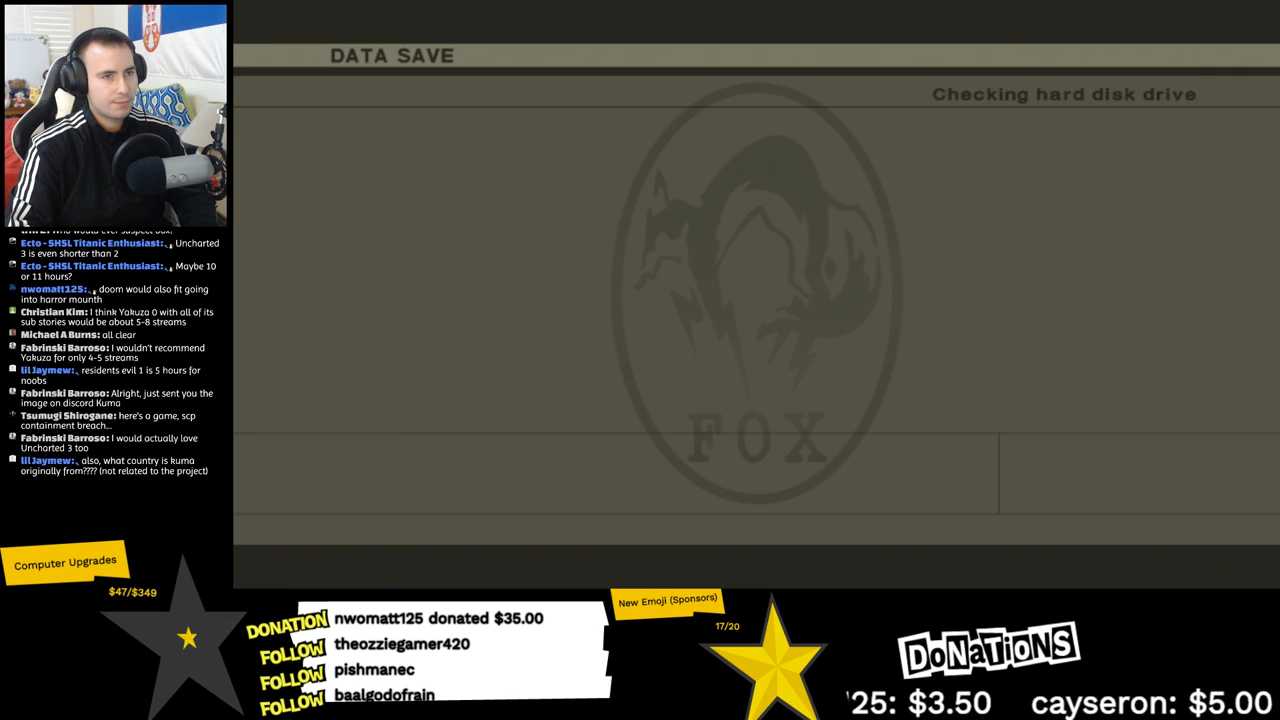 DATA SAVE
Checking hard disk drive
FOX
Ecto - SHSL Titanic Enthusiast: Uncharted
3 is even shorter than 2
Ecto - SHSL Titanic Enthusiast: Maybe 10
or 11 hours?
nwomatt125: doom would also fit going
into harror mounth
Christian Kim: I think Yakuza 0 with all of its
sub stories would be about 5-8 streams
Michael A Burns: all clear
Fabrinski Barroso: I wouldn't recommend
Yakuza for only 4-5 streams
lil Jaymew: residents evil 1 is 5 hours for
noobs
Fabrinski Barroso: Alright, just sent you the
image on discord Kuma
Tsumugi Shirogane: here's a game, scp
containment breach...
Fabrinski Barroso: I would actually love
Uncharted 3 too
lil Jaymew: also, what country is kuma
originally from???? (not related to the project)
Computer Upgrades
$47/$349
DONATION nwomatt125 donated $35.00
FOLLOW theozziegamer420
FOLLOW pishmanec
FOLLOW baalgodofrain
New Emoji (Sponsors)
17/20
DoNaTiONS
'25: $3.50 cayseron: $5.00